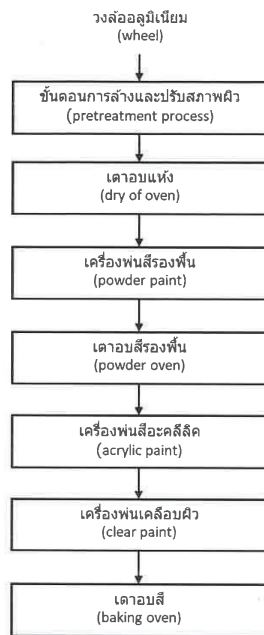 วงล้ออลูมิเนียม
(wheel)
ขั้นตอนการล้างและปรับสภาพผิว
(pretreatment process)
เตาอบแห้ง
(dry of oven)
เครื่องพ่นสีรองพื้น
(powder paint)
เตาอบสีรองพื้น
(powder oven)
เครื่องพ่นสีอะคลีลิค
(acrylic paint)
เครื่องพ่นเคลือบผิว
(clear paint)
เตาอบสี
(baking oven)